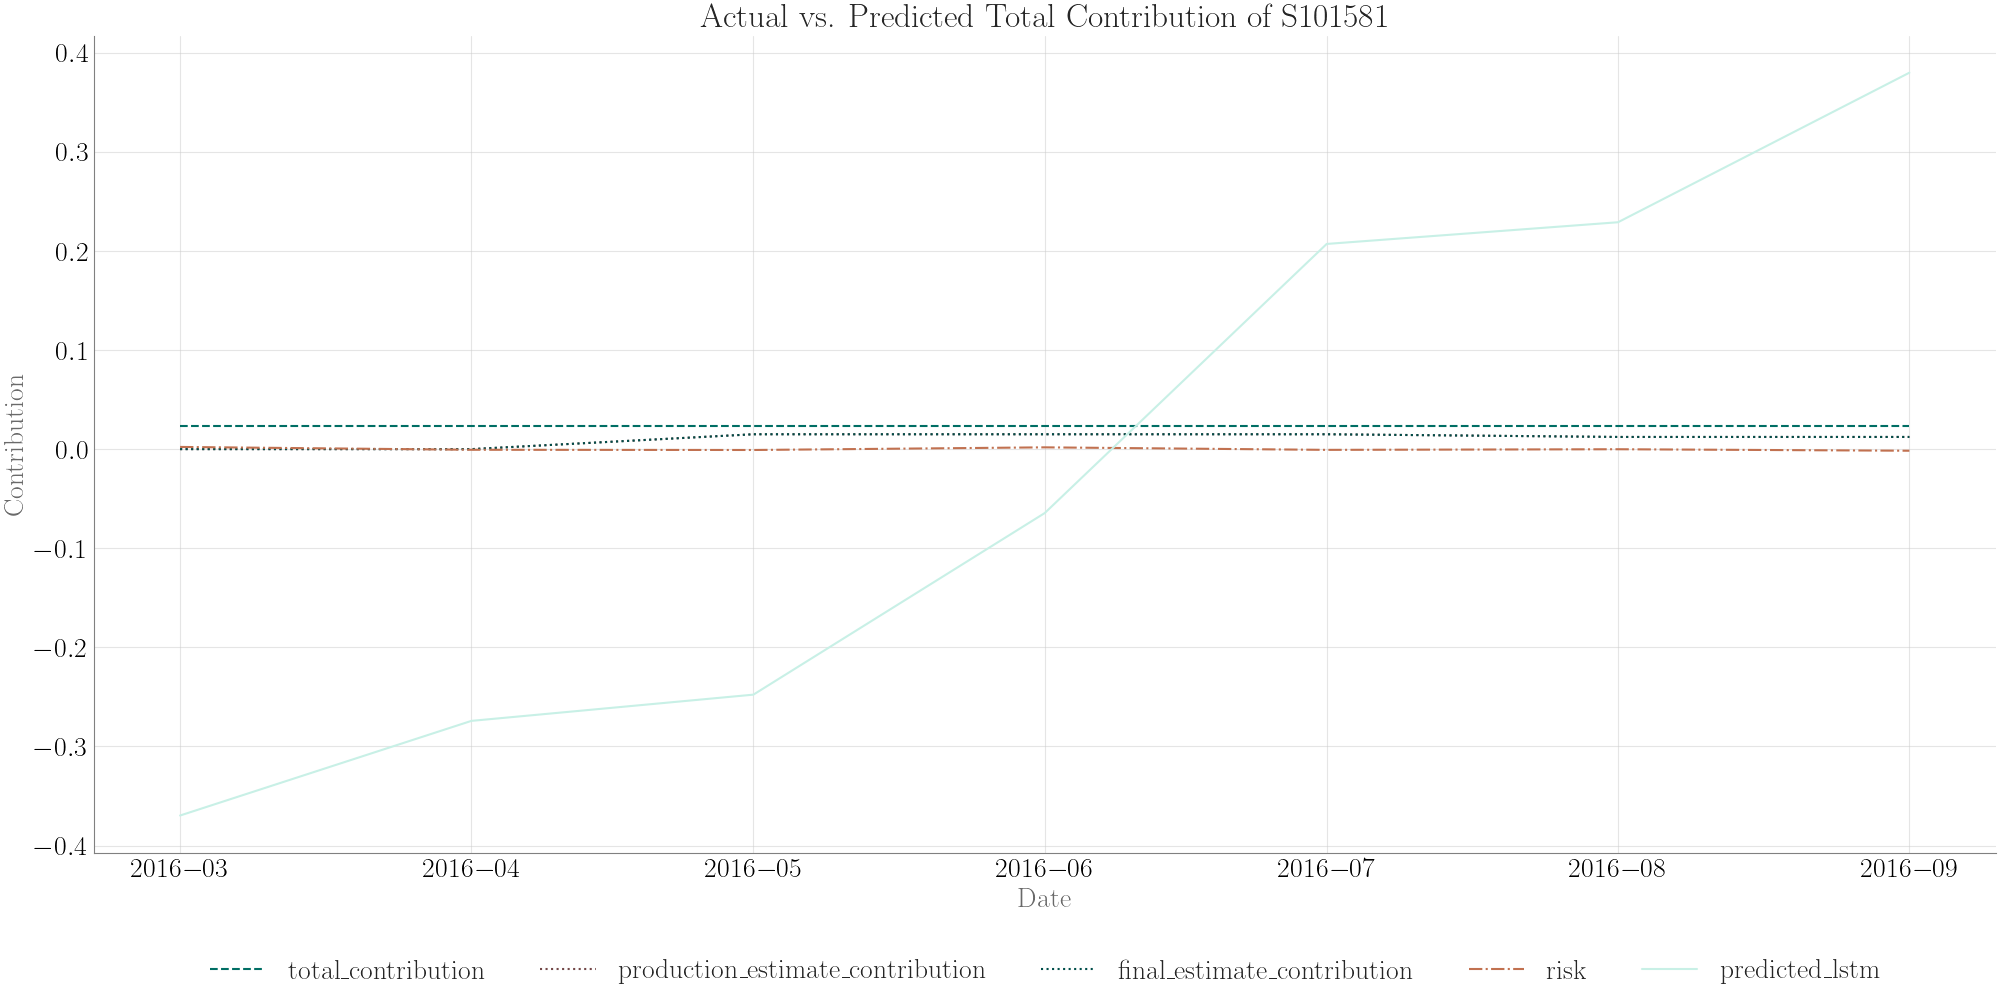 Actual vs. Predicted Total Contribution of S101581
Contribution
0.4
0.3
0.2
0.1
0.0
−0.1
−0.2
−0.3
−0.4
2016−03 2016−04 2016−05 2016−06 2016−07 2016−08 2016−09
Date
total_contribution production_estimate_contribution final_estimate_contribution risk predicted_lstm